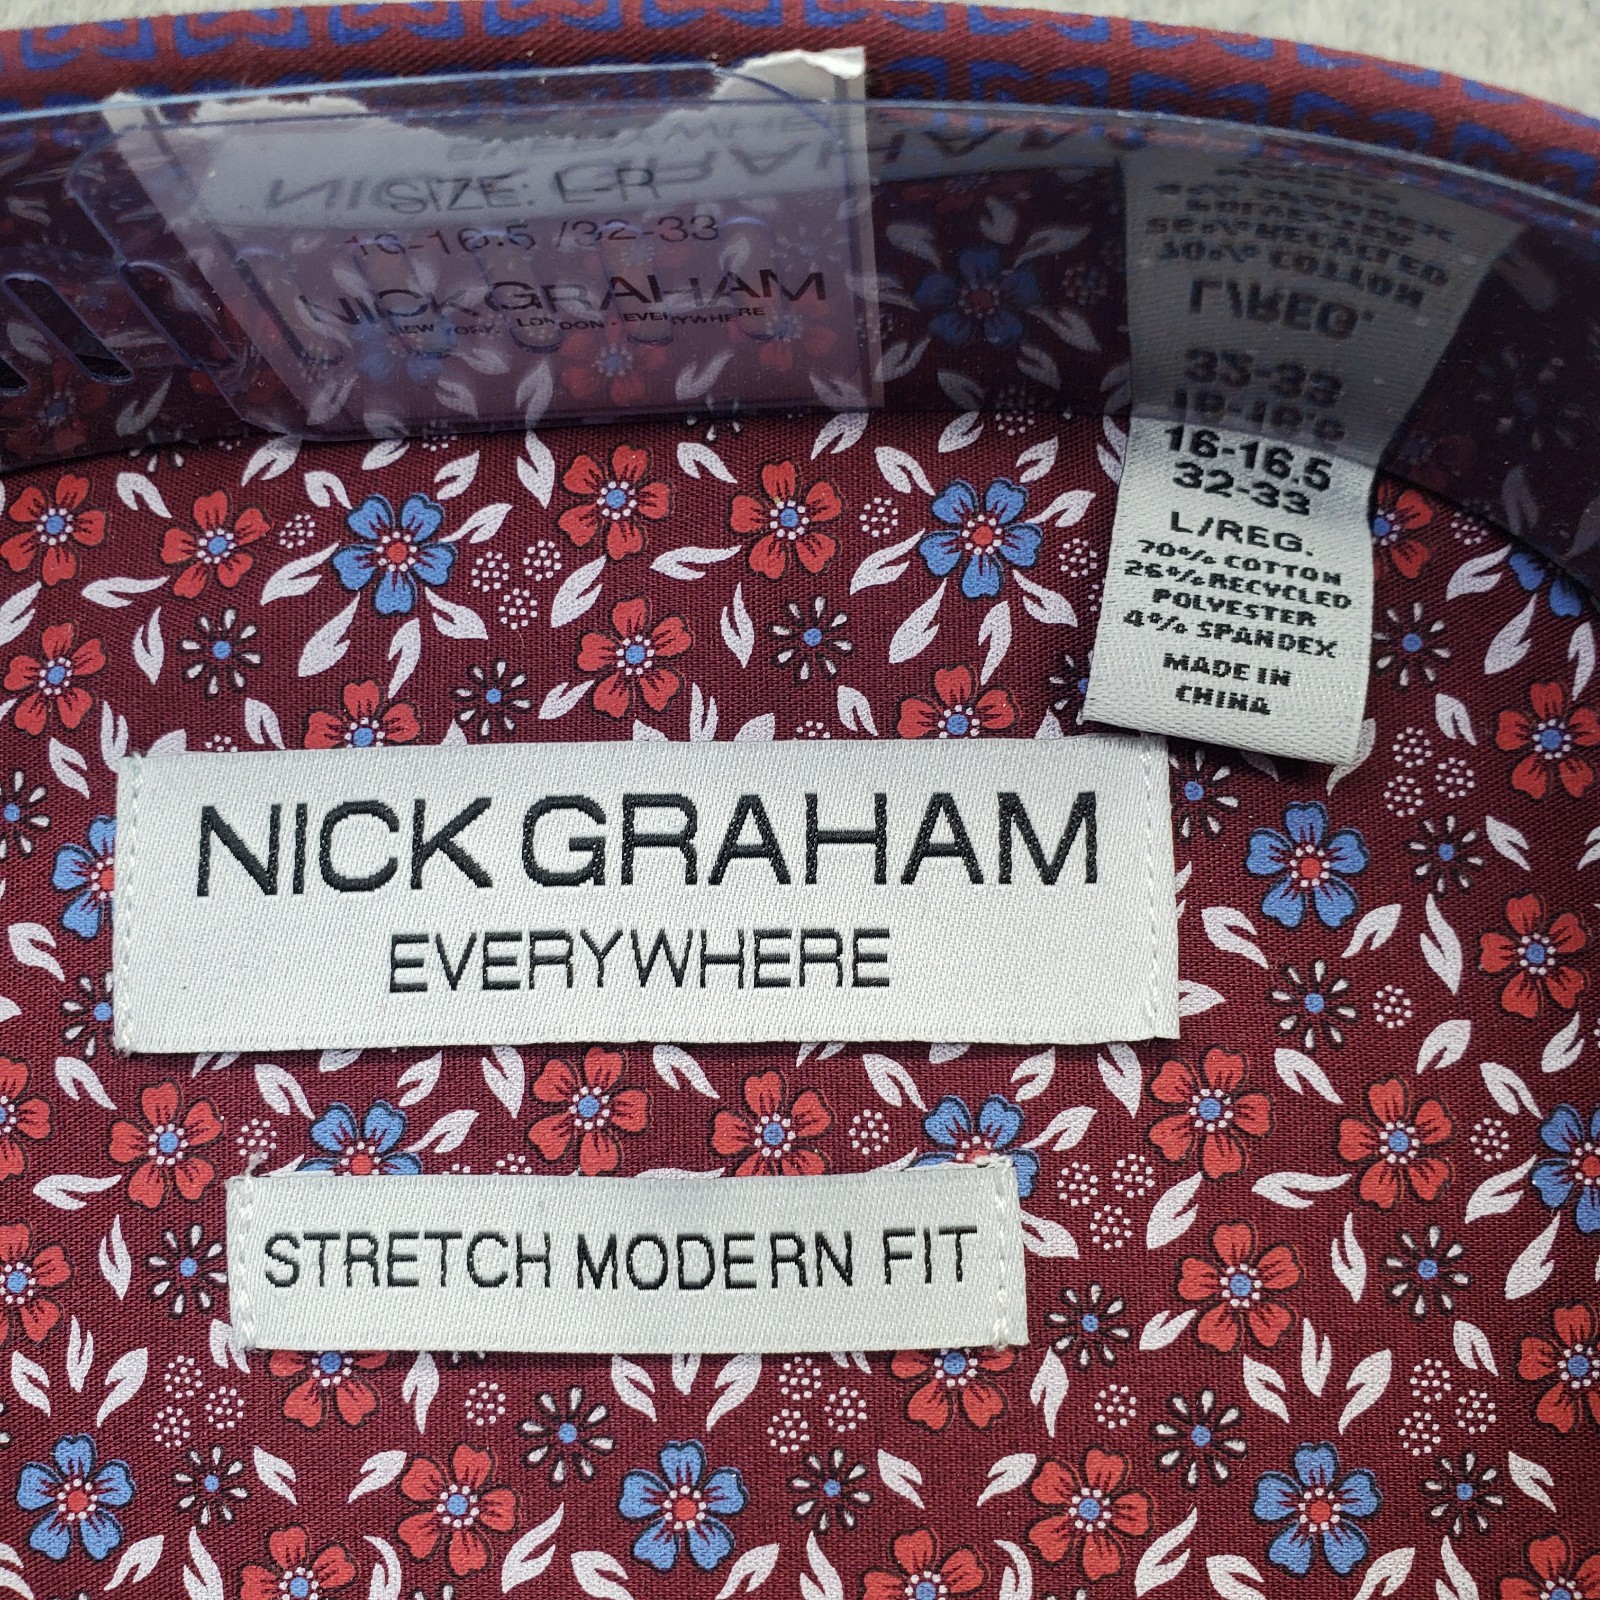 SIZE: L-R
16-16.5 /32-33
NICK GRAHAM
NEW YORK · LONDON · EVERYWHERE
16-16.5
32-33
L/REG.
70% COTTON
26% RECYCLED
POLYESTER
4% SPANDEX
MADE IN
CHINA
NICK GRAHAM
EVERYWHERE
STRETCH MODERN FIT